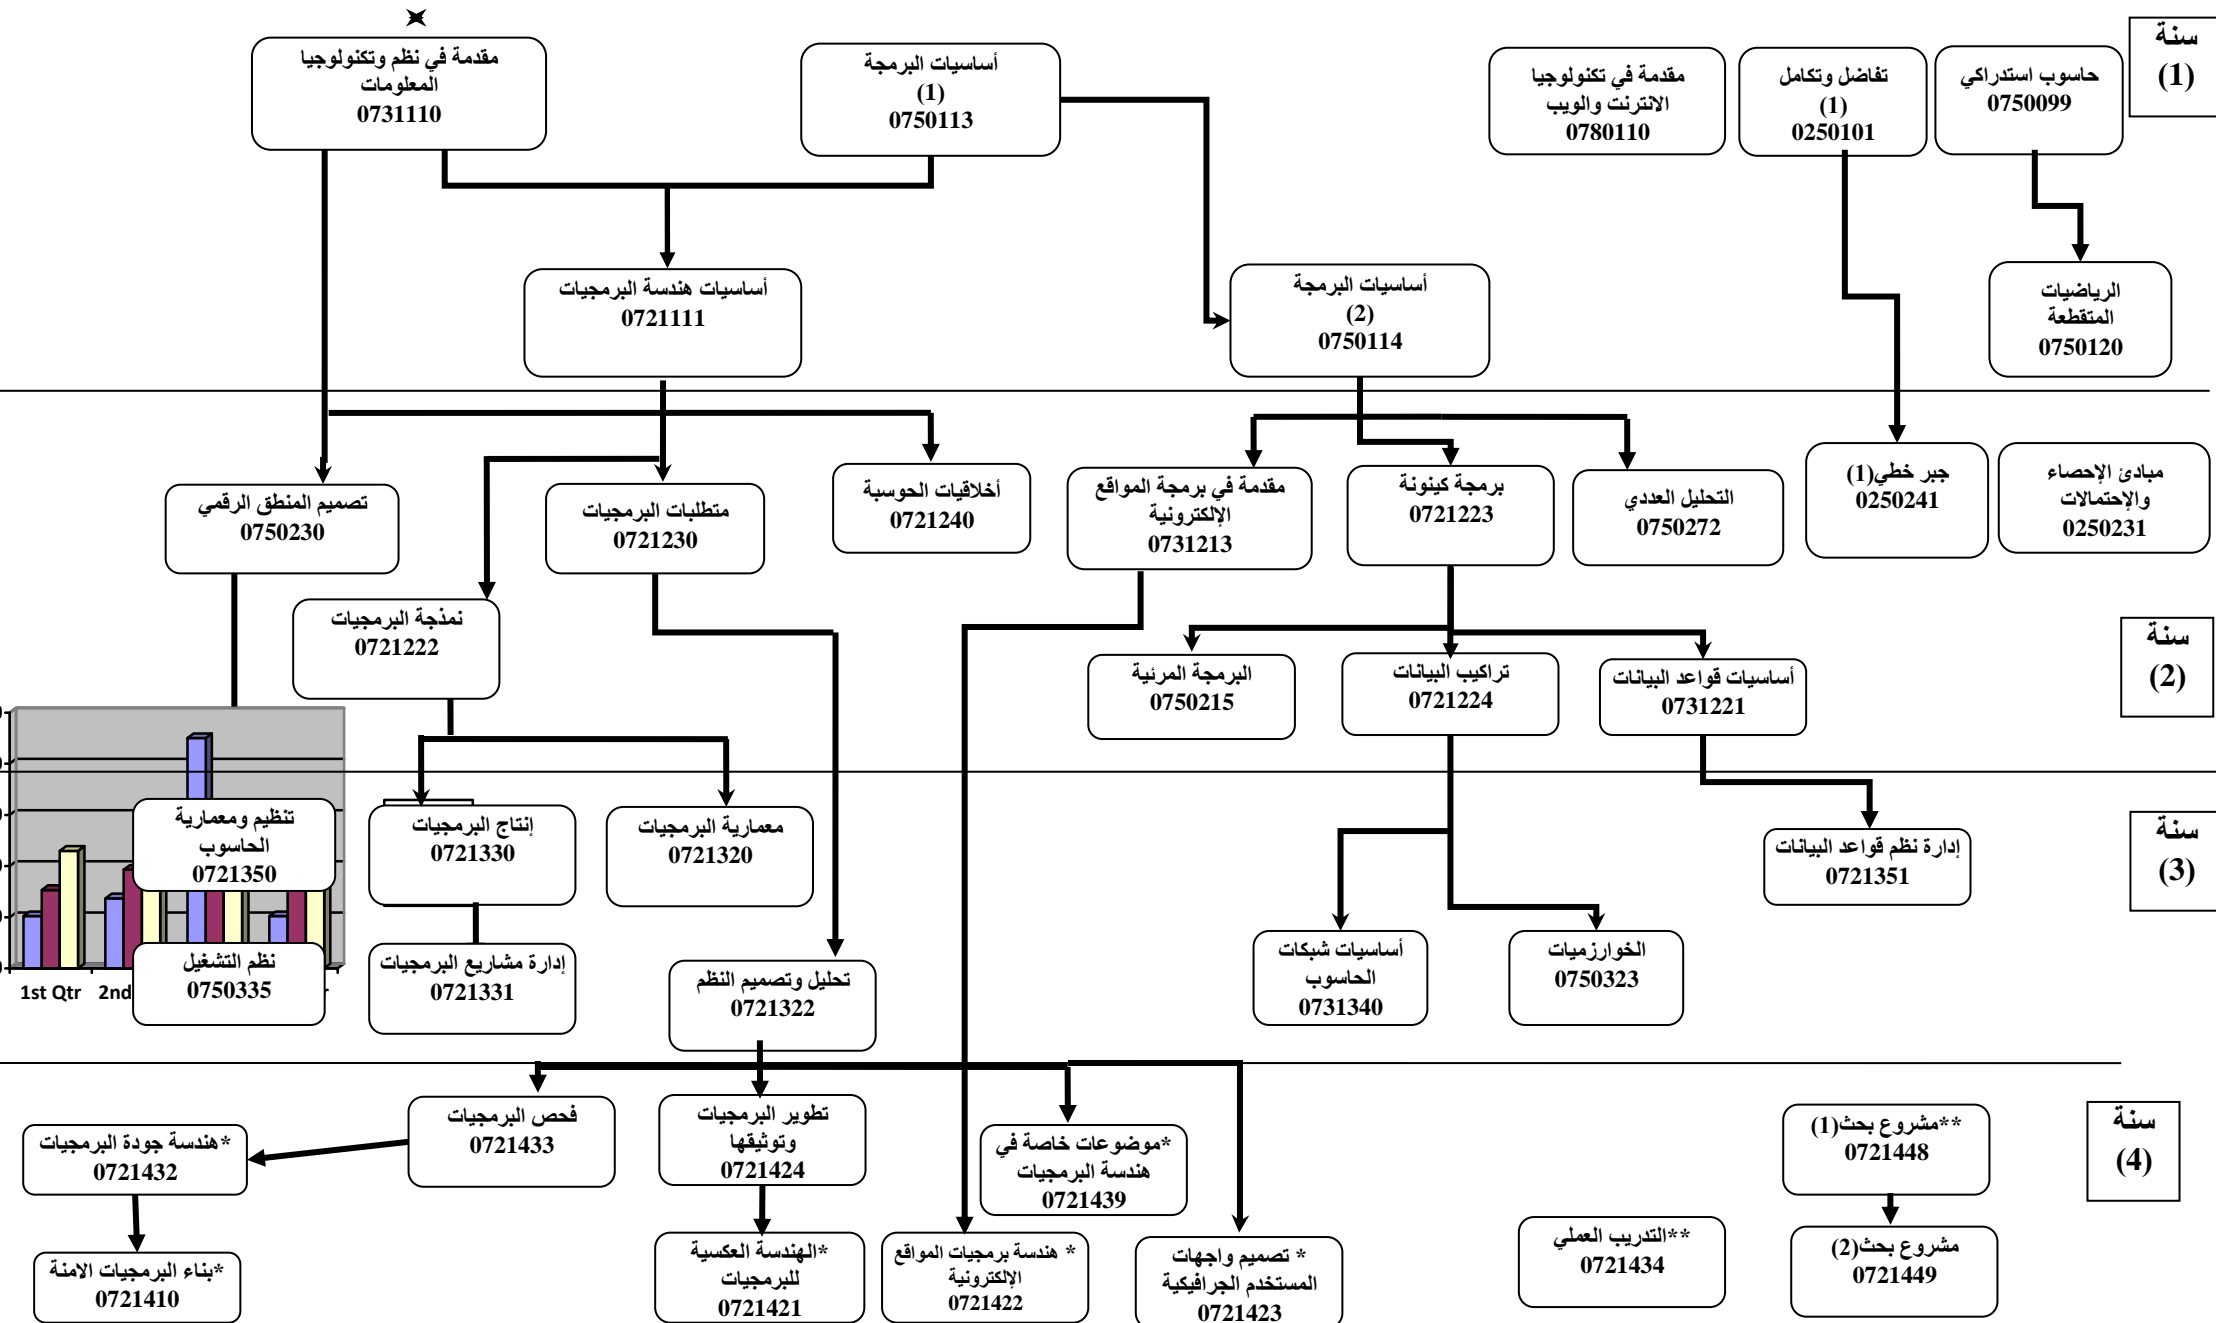 سنة
(1)
حاسوب استدراكي
0750099
تفاضل وتكامل
(1)
0250101
مقدمة في تكنولوجيا
الانترنت والويب
0780110
أساسيات البرمجة
(1)
0750113
مقدمة في نظم وتكنولوجيا
المعلومات
0731110
الرياضيات
المتقطعة
0750120
أساسيات البرمجة
(2)
0750114
أساسيات هندسة البرمجيات
0721111
مبادئ الإحصاء
والإحتمالات
0250231
جبر خطي(1)
0250241
التحليل العددي
0750272
برمجة كينونة
0721223
مقدمة في برمجة المواقع
الإلكترونية
0731213
أخلاقيات الحوسبة
0721240
متطلبات البرمجيات
0721230
تصميم المنطق الرقمي
0750230
سنة
(2)
نمذجة البرمجيات
0721222
أساسيات قواعد البيانات
0731221
تراكيب البيانات
0721224
البرمجة المرئية
0750215
سنة
(3)
إدارة نظم قواعد البيانات
0721351
معمارية البرمجيات
0721320
إنتاج البرمجيات
0721330
تنظيم ومعمارية
الحاسوب
0721350
الخوارزميات
0750323
أساسيات شبكات
الحاسوب
0731340
تحليل وتصميم النظم
0721322
إدارة مشاريع البرمجيات
0721331
نظم التشغيل
0750335
1st Qtr
2nd
سنة
(4)
**مشروع بحث(1)
0721448
*موضوعات خاصة في
هندسة البرمجيات
0721439
تطوير البرمجيات
وتوثيقها
0721424
فحص البرمجيات
0721433
*هندسة جودة البرمجيات
0721432
مشروع بحث(2)
0721449
**التدريب العملي
0721434
* تصميم واجهات
المستخدم الجرافيكية
0721423
* هندسة برمجيات المواقع
الإلكترونية
0721422
*الهندسة العكسية
للبرمجيات
0721421
*بناء البرمجيات الامنة
0721410